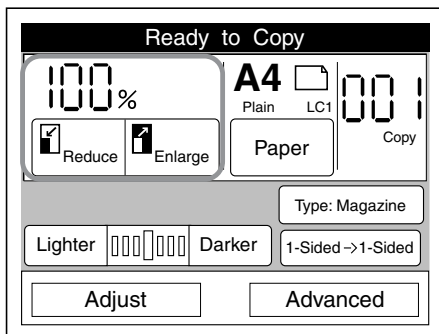 Ready to Copy
100%
Reduce
Enlarge
A4
Plain
LC1
Paper
001
Copy
Type: Magazine
Lighter
Darker
1-Sided->1-Sided
Adjust
Advanced